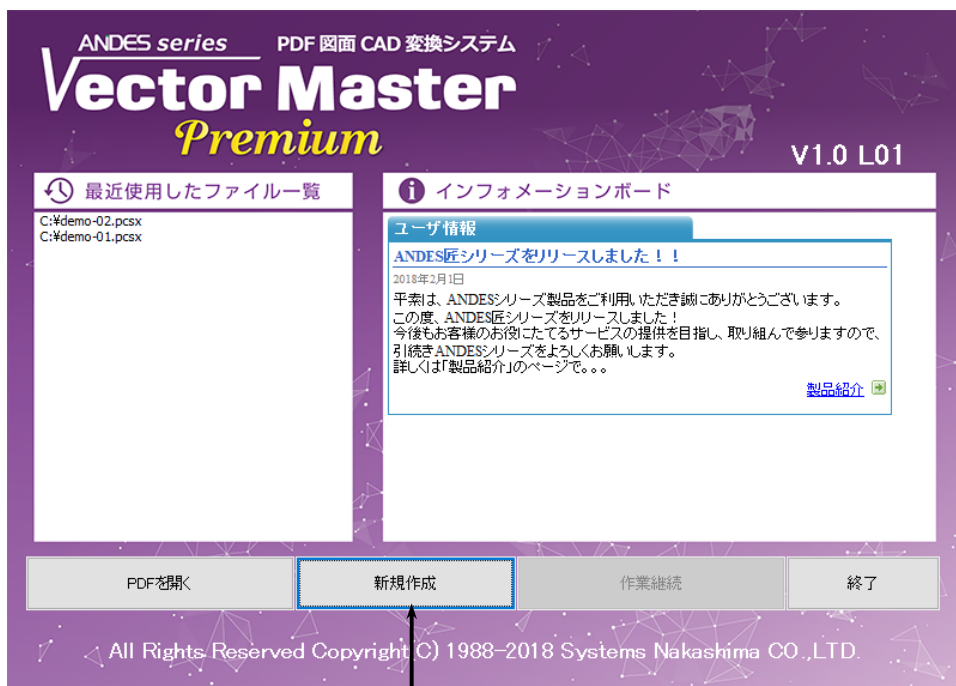 ANDES series PDF 図面 CAD 変換システム
Vector Master
Premium
V1.0 L01
最近使用したファイル一覧
C:¥demo-02.pcsx
C:¥demo-01.pcsx
インフォメーションボード
ユーザ情報
ANDES匠シリーズをリリースしました！！
2018年2月1日
平素は、ANDESシリーズ製品をご利用いただき誠にありがとうございます。
この度、ANDES匠シリーズをリリースしました！
今後もお客様のお役にたてるサービスの提供を目指し、取り組んで参りますので、
引続きANDESシリーズをよろしくお願いします。
詳しくは「製品紹介」のページで。。。
製品紹介
PDFを開く
新規作成
作業継続
終了
All Rights Reserved Copyright C) 1988-2018 Systems Nakashima CO.,LTD.